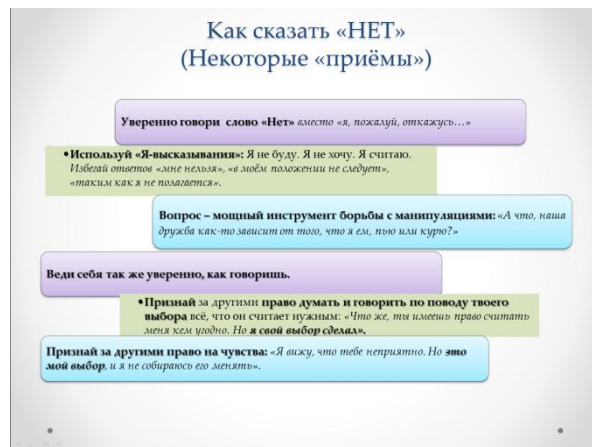 Как сказать «НЕТ»
(Некоторые «приёмы»)
Уверенно говори слово «Нет» вместо «я, пожалуй, откажусь…»
•Используй «Я-высказывания»: Я не буду. Я не хочу. Я считаю.
Избегай ответов «мне нельзя», «в моём положении не следует»,
«таким как я не полагается».
Вопрос – мощный инструмент борьбы с манипуляциями: «А что, наша
дружба как-то зависит от того, что я ем, пью или курю?»
Веди себя так же уверенно, как говоришь.
•Признай за другими право думать и говорить по поводу твоего
выбора всё, что он считает нужным: «Что же, ты имеешь право считать
меня кем угодно. Но я свой выбор сделал».
Признай за другими право на чувства: «Я вижу, что тебе неприятно. Но это
мой выбор, и я не собираюсь его менять».